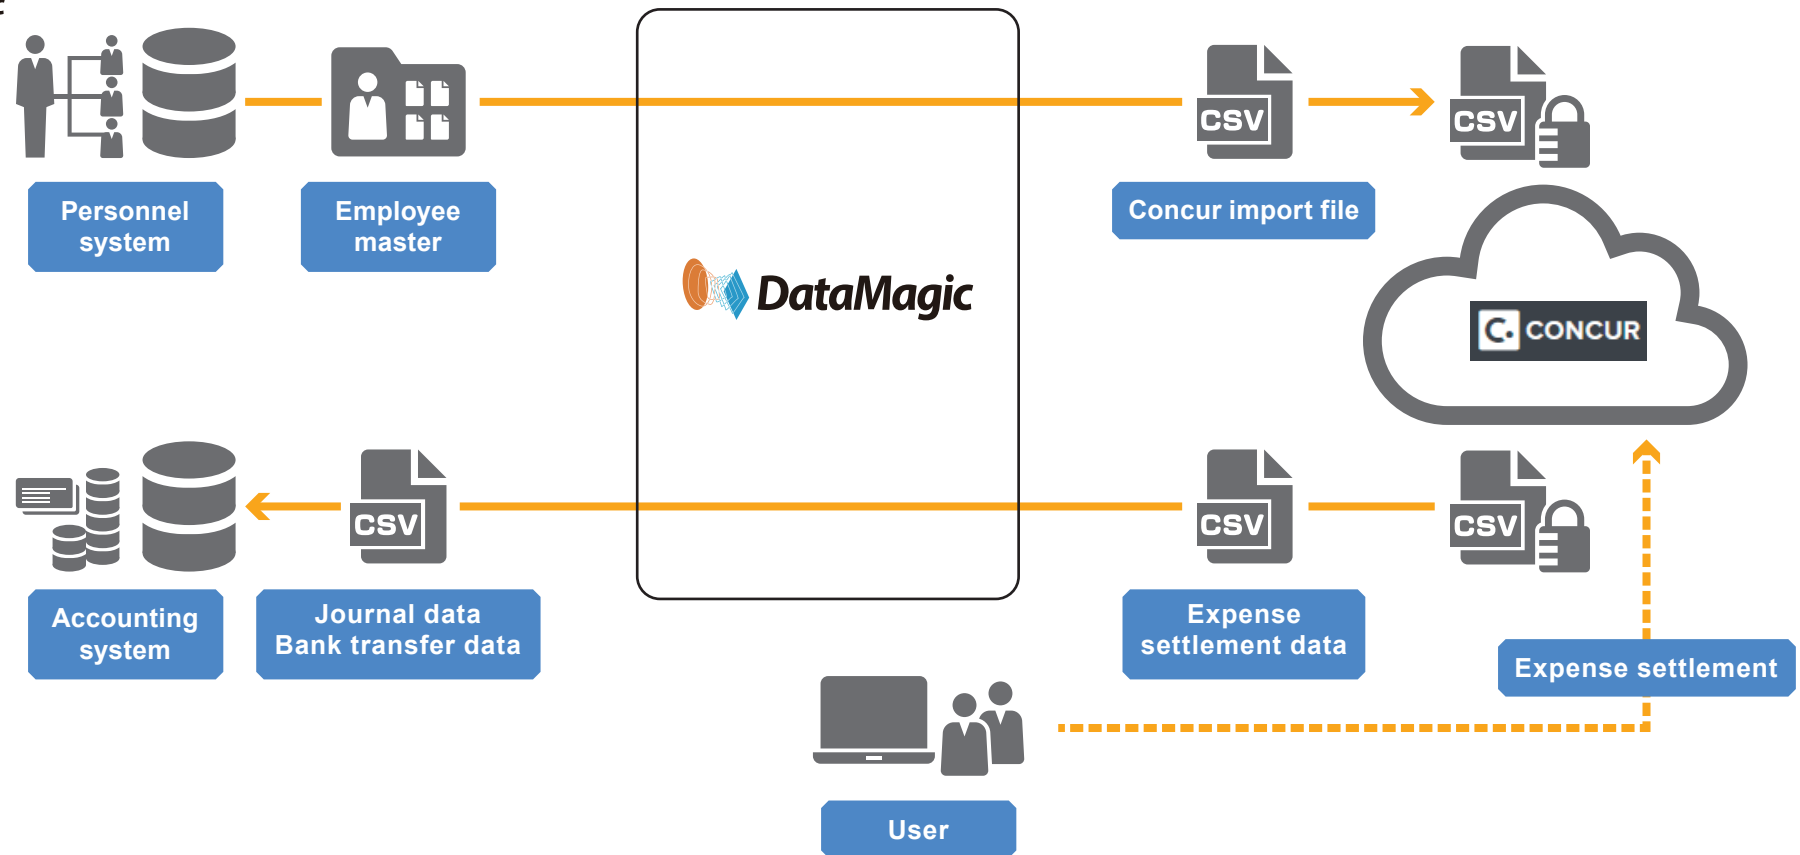 CSV
CSV
Personnel
system
Employee
master
Concur import file
DataMagic
C. CONCUR
CSV
CSV
CSV
Accounting
system
Journal data
Bank transfer data
Expense
settlement data
Expense settlement
User